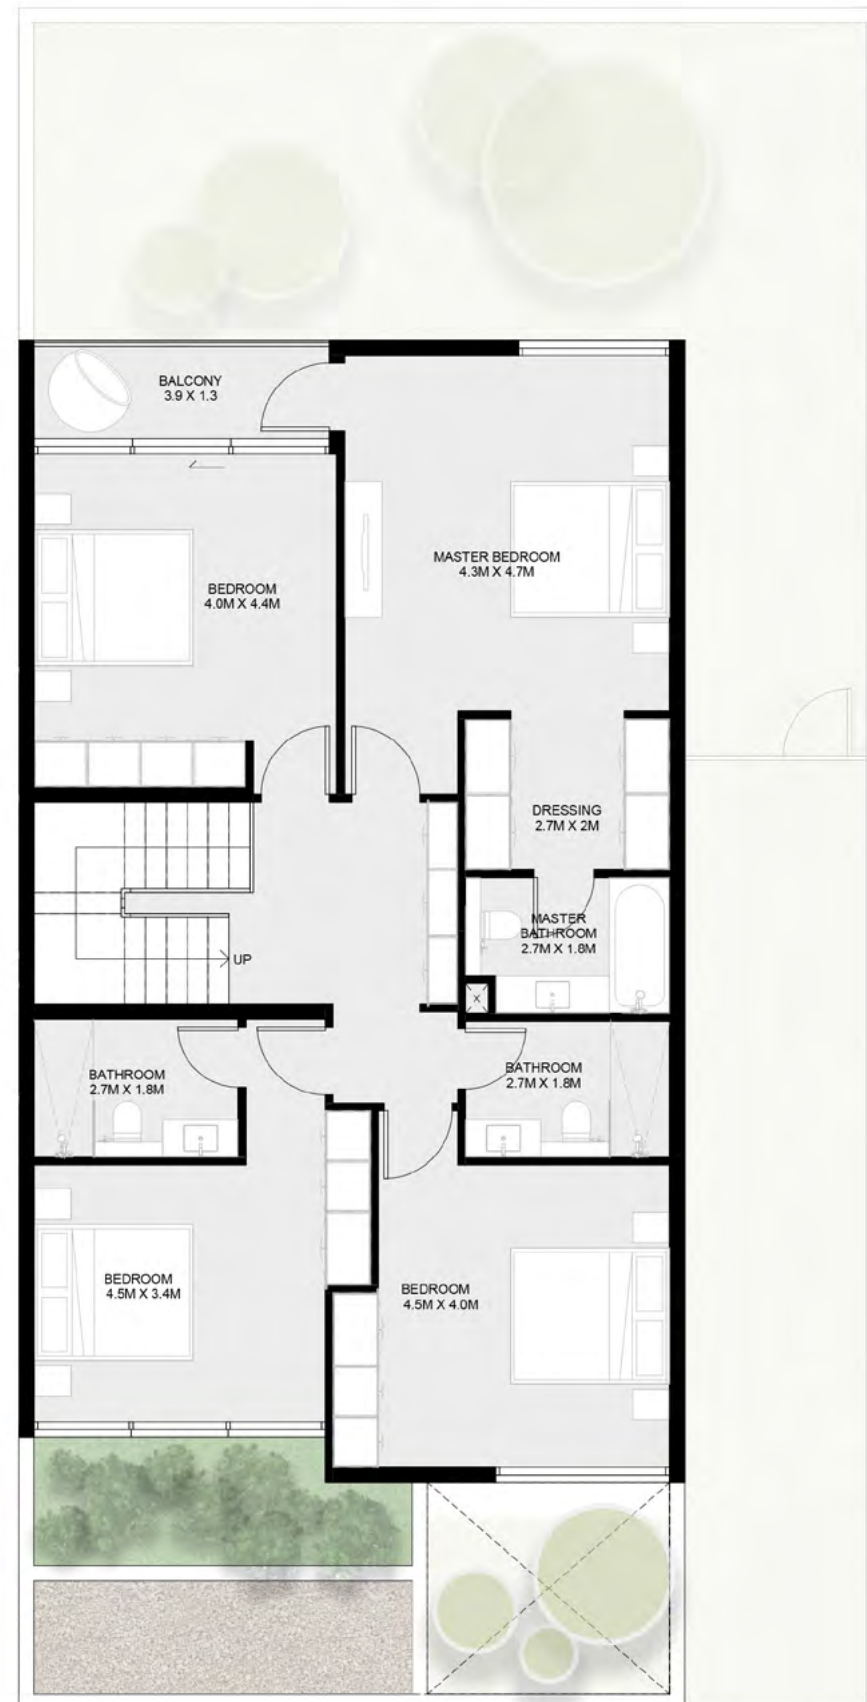 BALCONY
3.9 X 1.3
MASTER BEDROOM
4.3M X 4.7M
BEDROOM
4.0M X 4.4M
DRESSING
2.7M X 2M
MASTER
BATHROOM
2.7M X 1.8M
UP
X
BATHROOM
2.7M X 1.8M
BATHROOM
2.7M X 1.8M
BEDROOM
4.5M X 3.4M
BEDROOM
4.5M X 4.0M